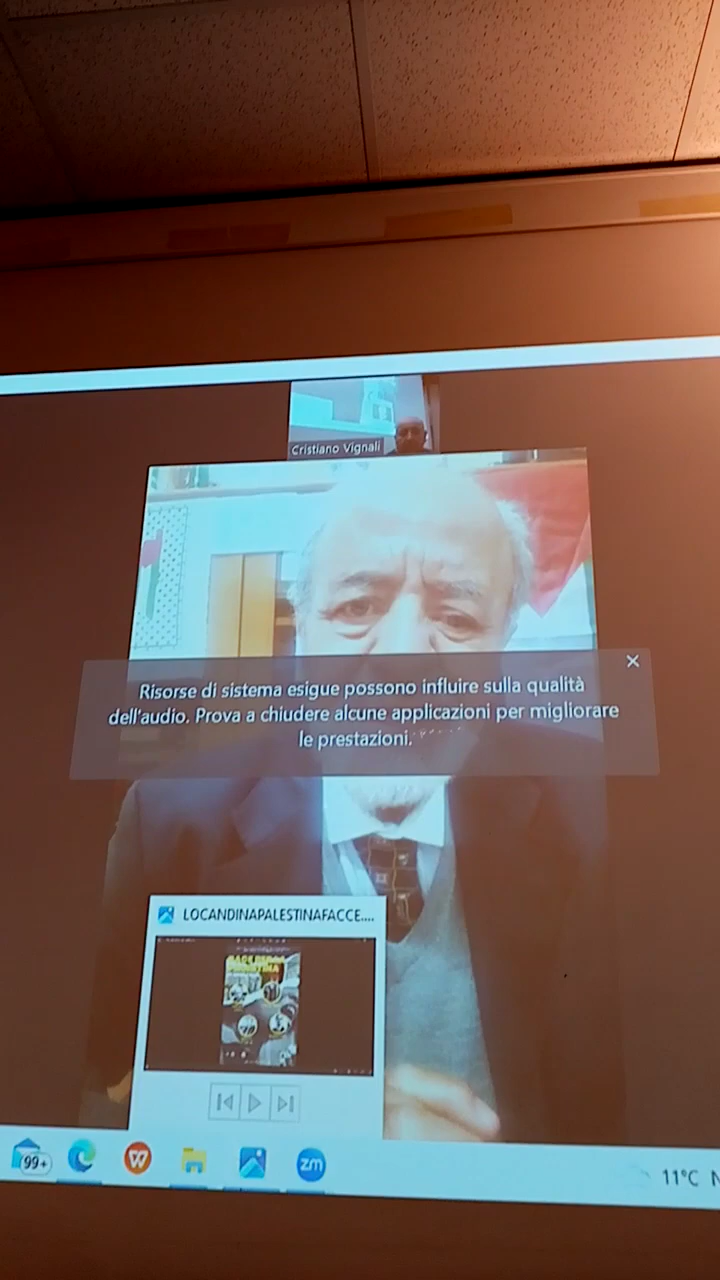 Cristiano Vignali
Risorse di sistema esigue possono influire sulla qualità
dell'audio. Prova a chiudere alcune applicazioni per migliorare
le prestazioni.
LOCANDINAPALESTINAFACCE....
99+
W
zm
11°C N